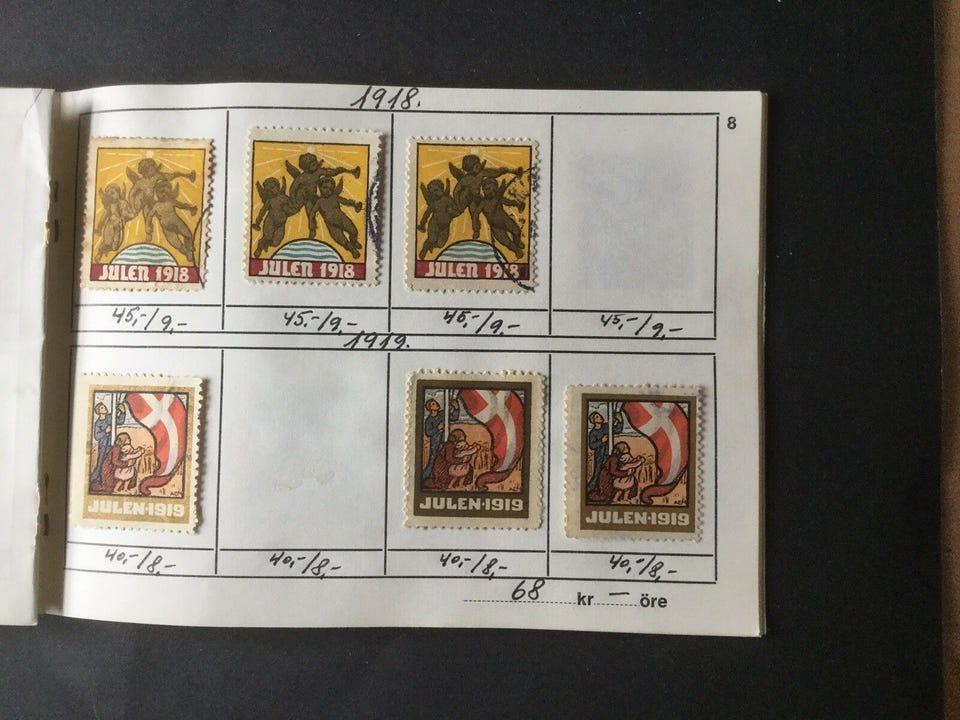 1918.
8
JULEN 1918
JULEN 1918
JULEN 1918
45,-/9,-
45,-/9,-
45,-/9,-
45,-/9,-
1919.
JULEN·1919
JULEN·1919
JULEN·1919
40,-/8,-
40,-/8,-
40,-/8,-
40,-/8,-
68 kr — öre